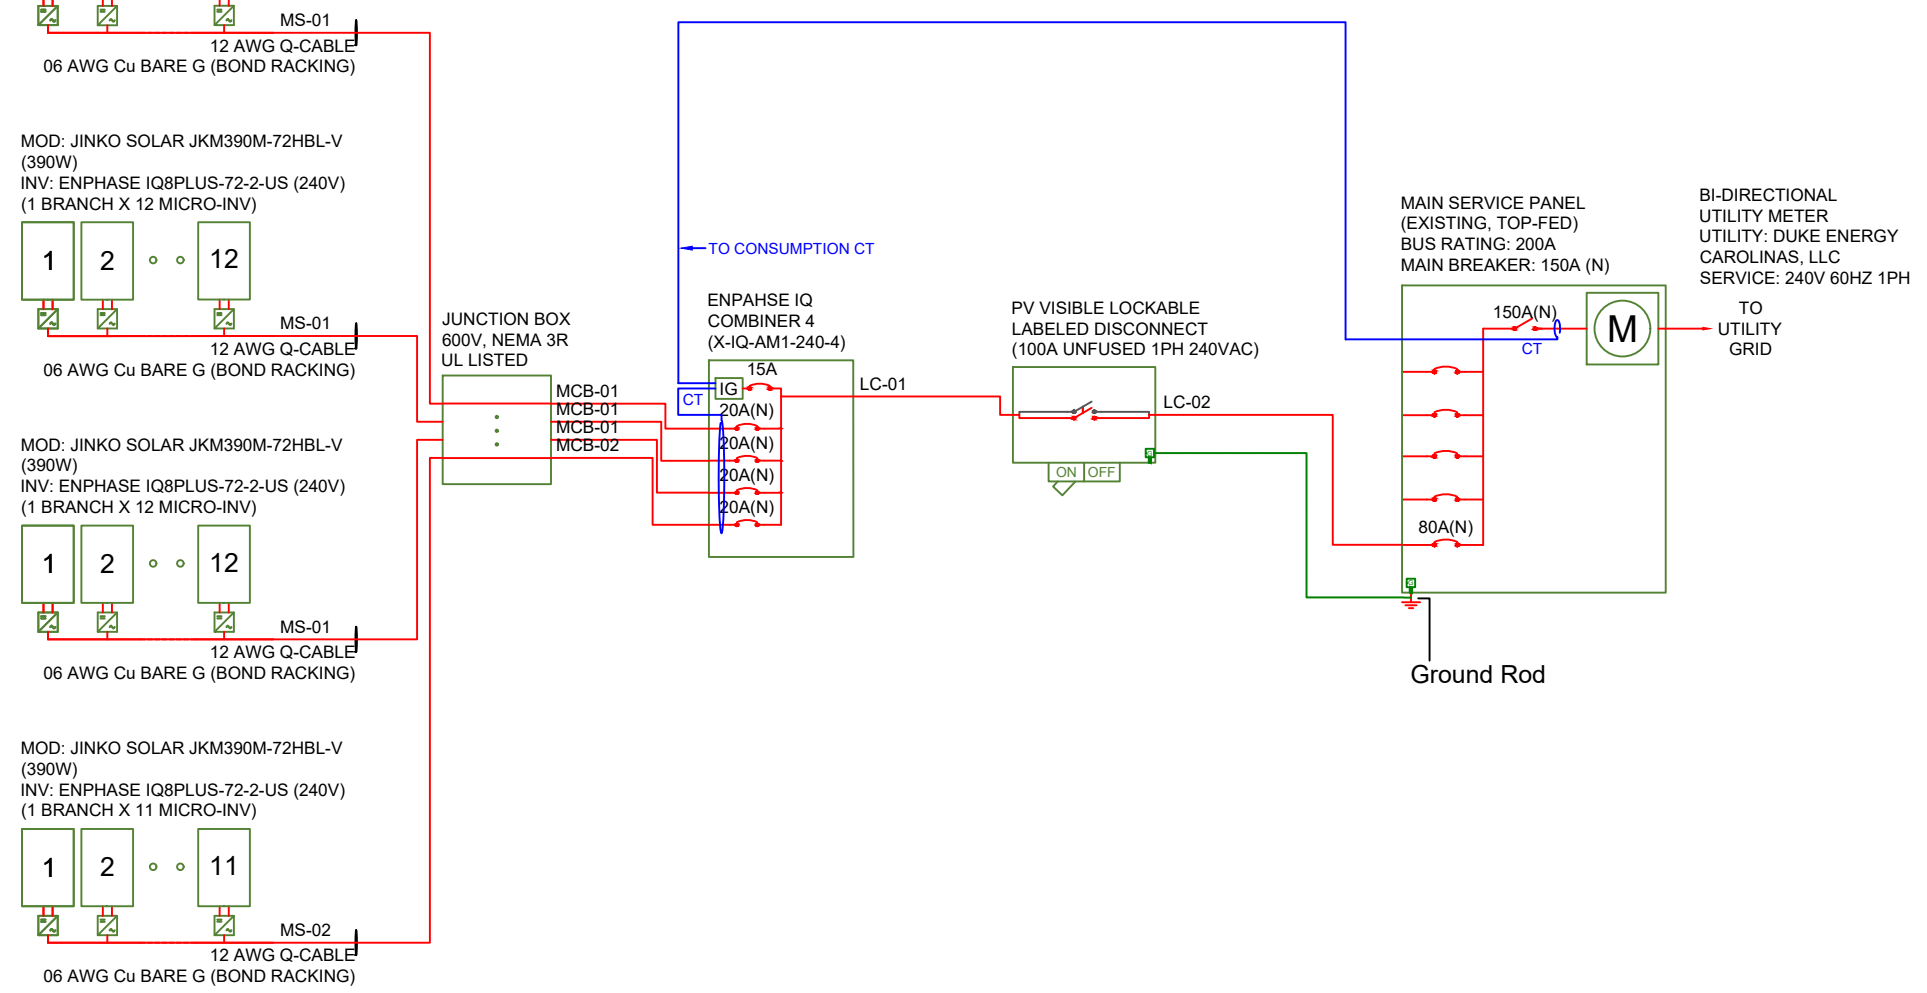 MS-01
12 AWG Q-CABLE
06 AWG Cu BARE G (BOND RACKING)
MOD: JINKO SOLAR JKM390M-72HBL-V
(390W)
INV: ENPHASE IQ8PLUS-72-2-US (240V)
(1 BRANCH X 12 MICRO-INV)
1
2
12
MS-01
12 AWG Q-CABLE
06 AWG Cu BARE G (BOND RACKING)
MOD: JINKO SOLAR JKM390M-72HBL-V
(390W)
INV: ENPHASE IQ8PLUS-72-2-US (240V)
(1 BRANCH X 12 MICRO-INV)
1
2
12
MS-01
12 AWG Q-CABLE
06 AWG Cu BARE G (BOND RACKING)
MOD: JINKO SOLAR JKM390M-72HBL-V
(390W)
INV: ENPHASE IQ8PLUS-72-2-US (240V)
(1 BRANCH X 11 MICRO-INV)
1
2
11
MS-02
12 AWG Q-CABLE
06 AWG Cu BARE G (BOND RACKING)
JUNCTION BOX
600V, NEMA 3R
UL LISTED
MCB-01
MCB-01
MCB-01
MCB-02
TO CONSUMPTION CT
ENPAHSE IQ
COMBINER 4
(X-IQ-AM1-240-4)
15A
IG
CT
20A(N)
20A(N)
20A(N)
20A(N)
LC-01
PV VISIBLE LOCKABLE
LABELED DISCONNECT
(100A UNFUSED 1PH 240VAC)
ON
OFF
LC-02
MAIN SERVICE PANEL
(EXISTING, TOP-FED)
BUS RATING: 200A
MAIN BREAKER: 150A (N)
150A(N)
CT
M
80A(N)
Ground Rod
BI-DIRECTIONAL
UTILITY METER
UTILITY: DUKE ENERGY
CAROLINAS, LLC
SERVICE: 240V 60HZ 1PH
TO
UTILITY
GRID